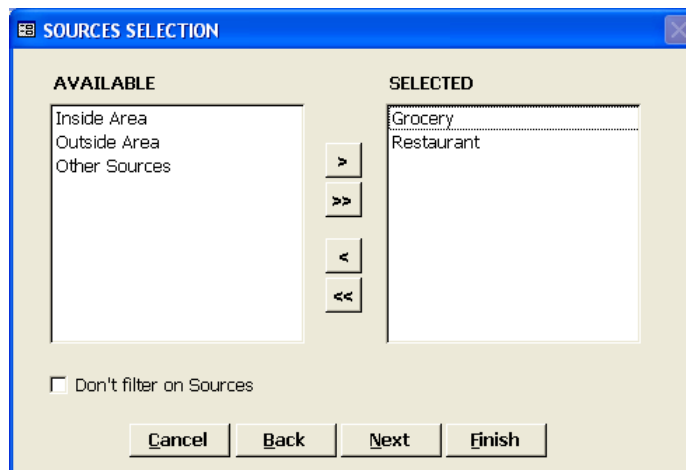 SOURCES SELECTION
AVAILABLE
Inside Area
Outside Area
Other Sources
>
>>
<
<<
SELECTED
Grocery
Restaurant
Don't filter on Sources
Cancel
Back
Next
Finish